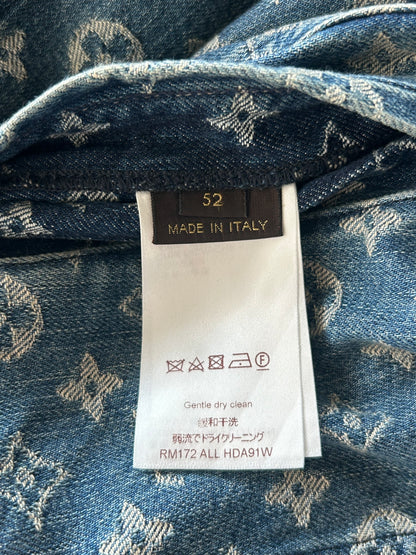 52
MADE IN ITALY
Gentle dry clean
缓和干洗
弱流でドライクリーニング
RM172 ALL HDA91W